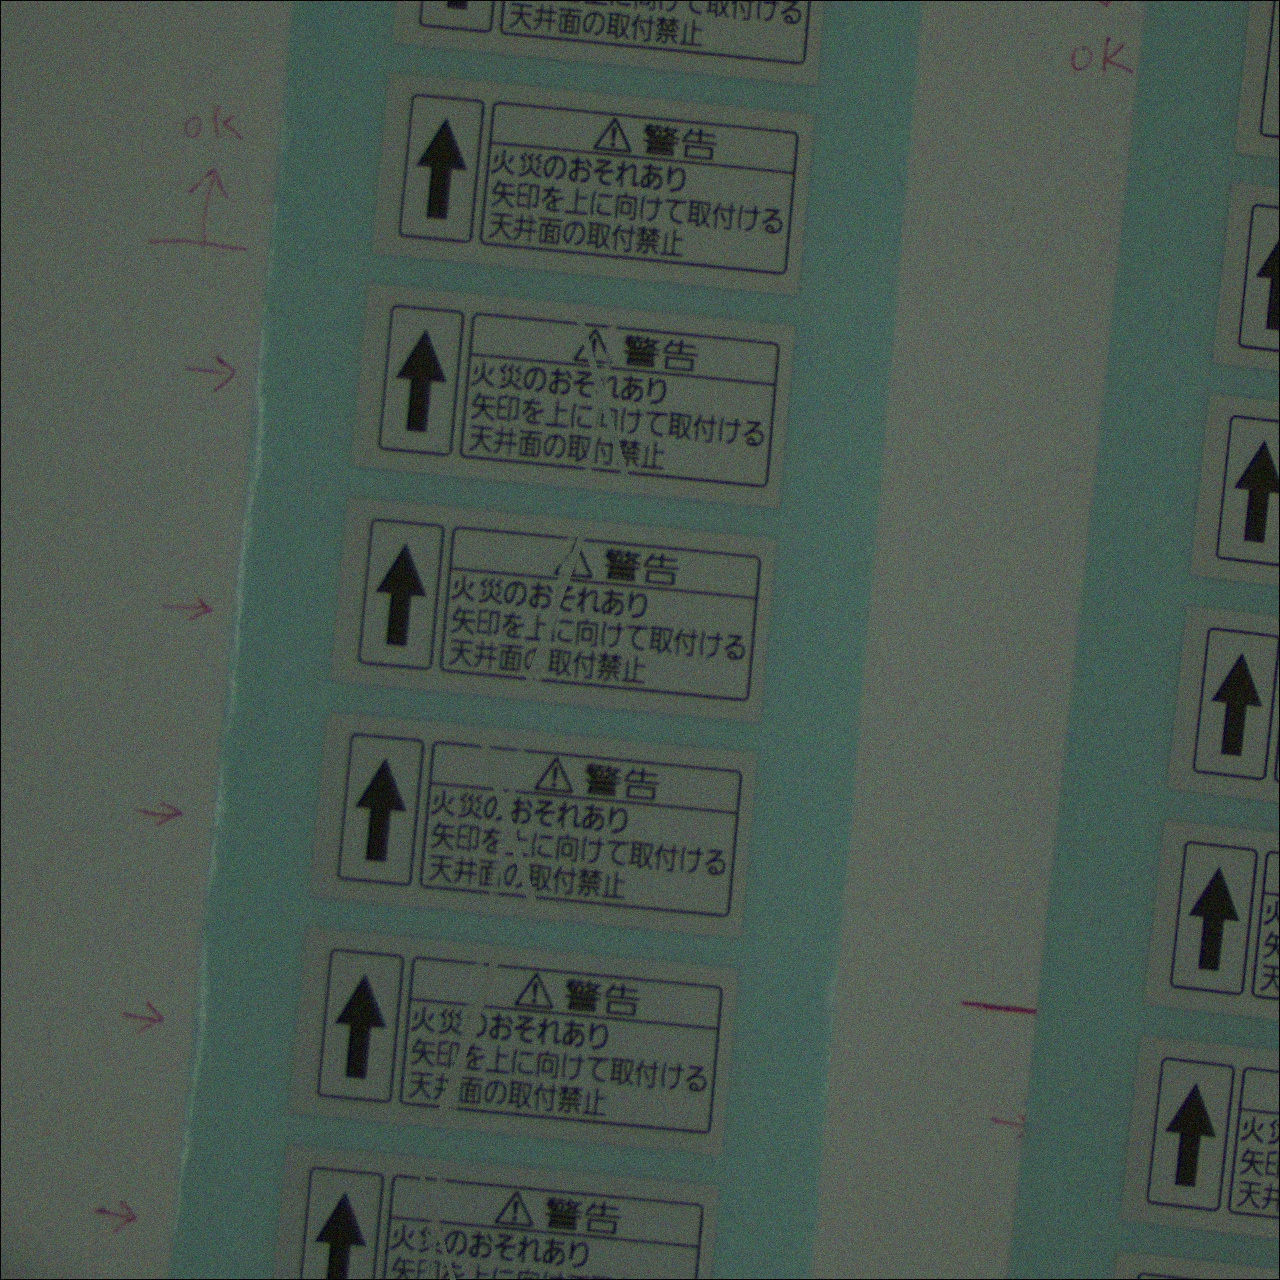 天井面の取付禁止
OK
OK
警告
火災のおそれあり
矢印を上に向けて取付ける
天井面の取付禁止
警告
火災のおそ あり
矢印を上に けて取付ける
天井面の取付禁止
警告
火災のおそれあり
矢印を上に向けて取付ける
天井面 取付禁止
警告
火災 おそれあり
矢印を に向けて取付ける
天井面の取付禁止
警告
火災 おそれあり
矢印を上に向けて取付ける
天井面の取付禁止
警告
火 のおそれあり